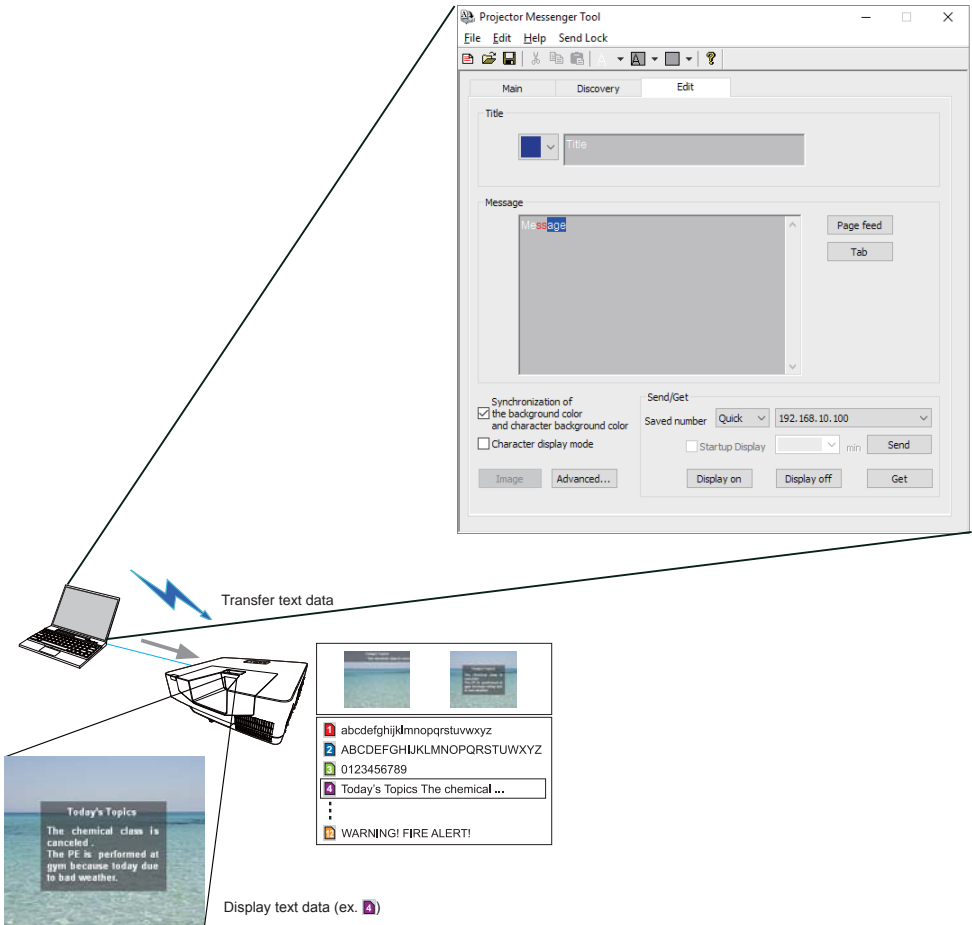 Projector Messenger Tool
File Edit Help Send Lock
Main Discovery Edit
Title
Title
Message
Message
Page feed
Tab
Synchronization of
the background color
and character background color
Character display mode
Image Advanced...
Send/Get
Saved number Quick 192.168.10.100
Startup Display min Send
Display on Display off Get
Transfer text data
1 abcdefghijklmnopqrstuvwxyz
2 ABCDEFGHIJKLMNOPQRSTUWXYZ
3 0123456789
4 Today's Topics The chemical ...
12 WARNING! FIRE ALERT!
Today's Topics
The chemical class is
canceled .
The PE is performed at
gym because today due
to bad weather.
Display text data (ex. 4)